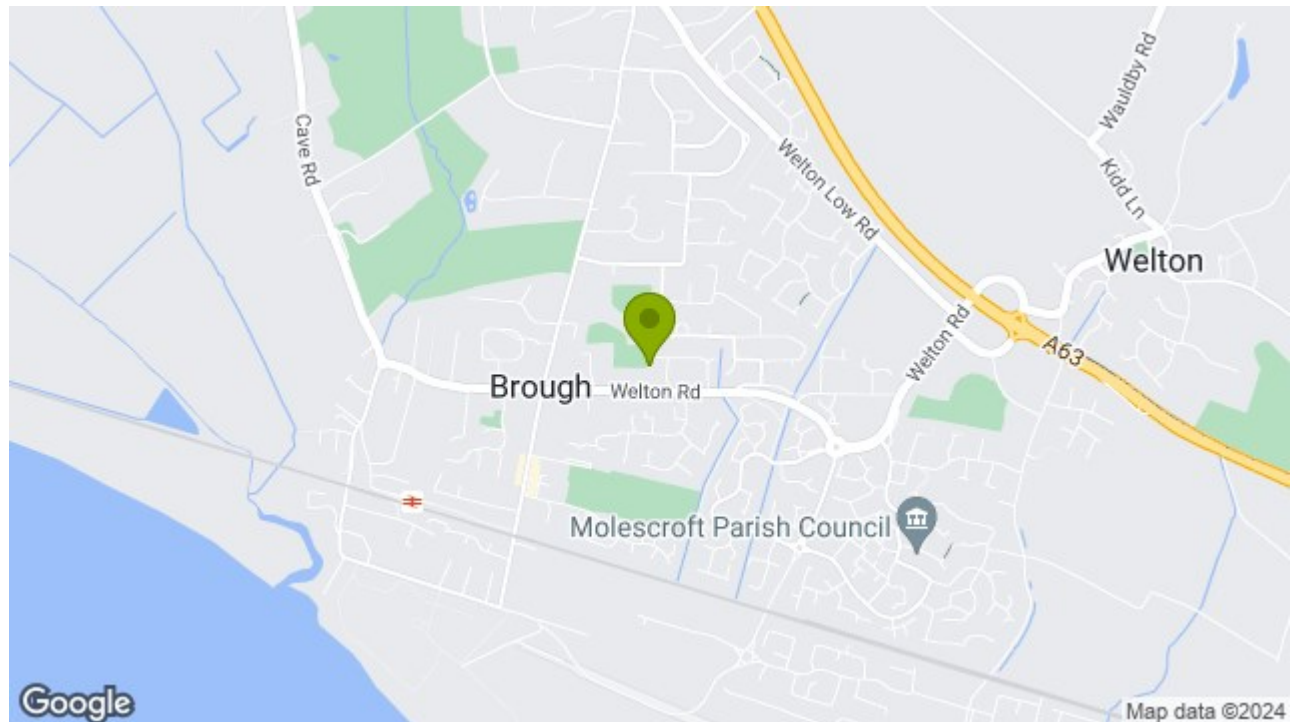 Wauldby Rd
Cave Rd
Welton Low Rd
Kidd Ln
Welton
Welton Rd
A63
Brough
Welton Rd
Molescroft Parish Council
Google
Map data ©2024